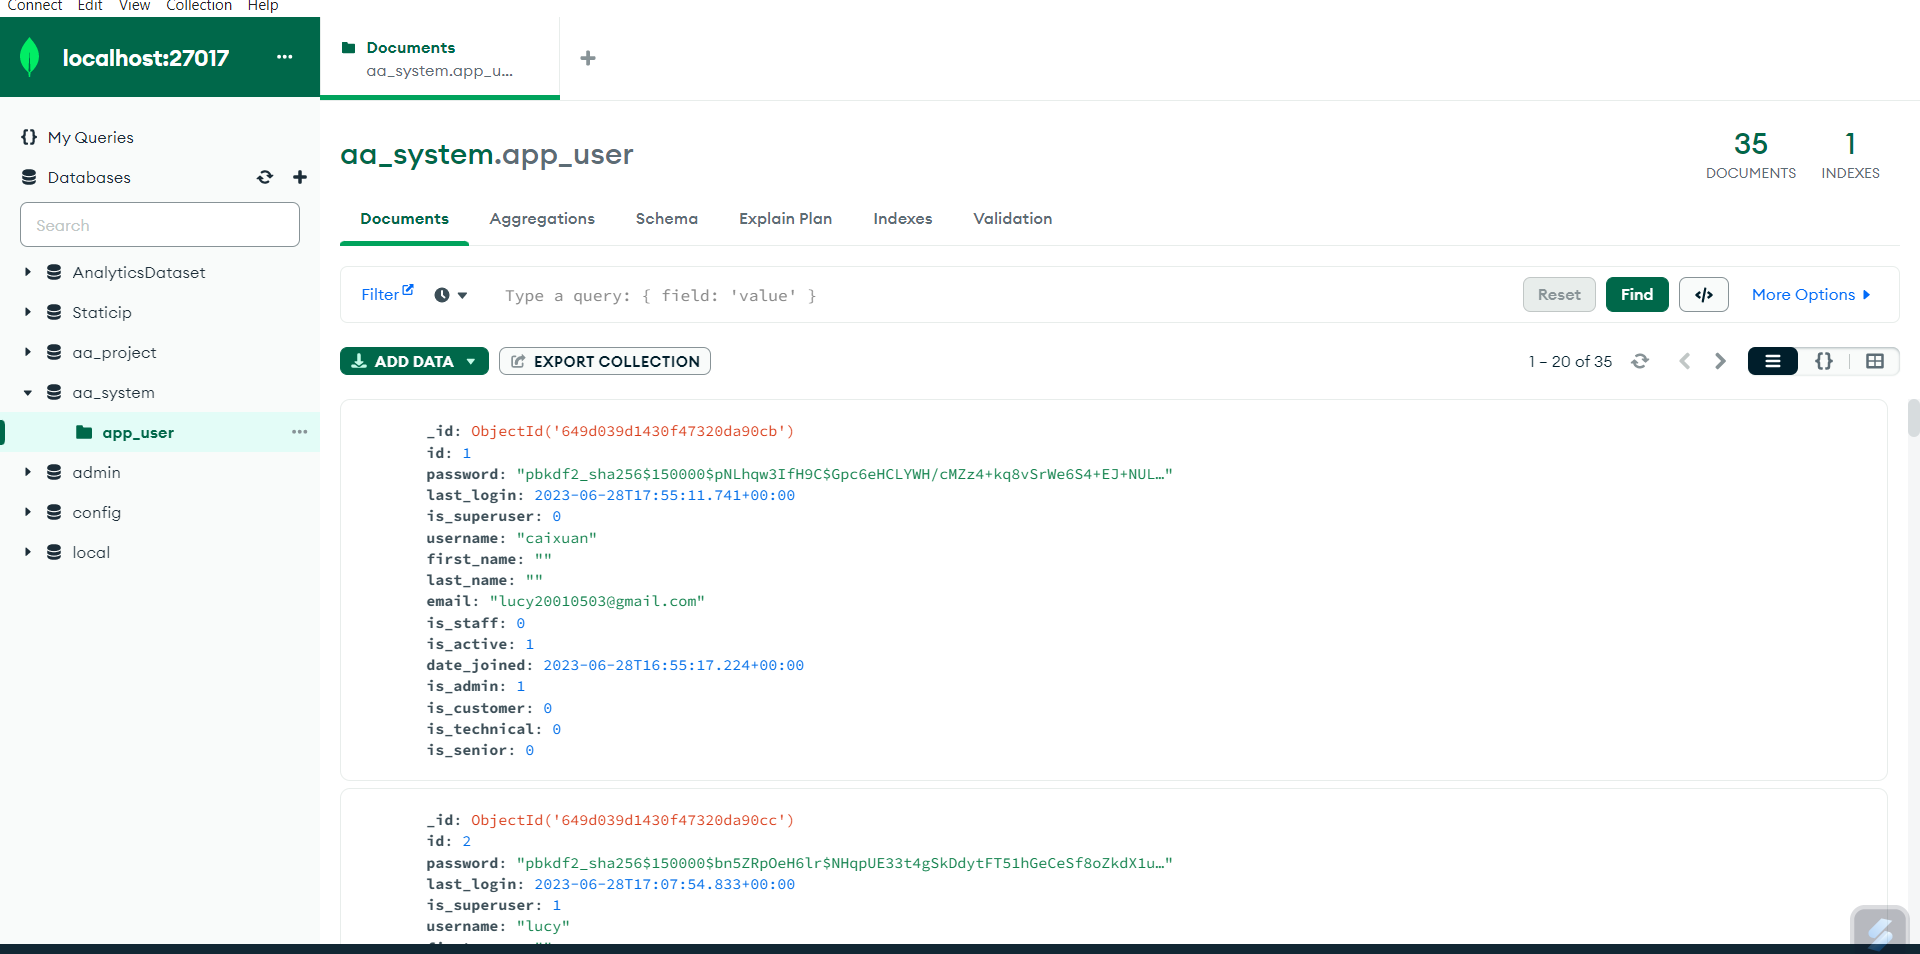 Connect Edit View Collection Help
localhost:27017 ...
Documents
aa_system.app_u...
My Queries
Databases
Search
AnalyticsDataset
Staticip
aa_project
aa_system
app_user ...
admin
config
local
aa_system.app_user
35
DOCUMENTS
1
INDEXES
Documents Aggregations Schema Explain Plan Indexes Validation
Filter Type a query: { field: 'value' } Reset Find </> More Options
ADD DATA EXPORT COLLECTION 1 – 20 of 35 {}
_id: ObjectId('649d039d1430f47320da90cb')
id: 1
password: "pbkdf2_sha256$150000$pNLhqw3IfH9C$Gpc6eHCLYWH/cMZz4+kq8vSrWe6S4+EJ+NUL…"
last_login: 2023-06-28T17:55:11.741+00:00
is_superuser: 0
username: "caixuan"
first_name: ""
last_name: ""
email: "lucy20010503@gmail.com"
is_staff: 0
is_active: 1
date_joined: 2023-06-28T16:55:17.224+00:00
is_admin: 1
is_customer: 0
is_technical: 0
is_senior: 0
_id: ObjectId('649d039d1430f47320da90cc')
id: 2
password: "pbkdf2_sha256$150000$bn5ZRpOeH6lr$NHqpUE33t4gSkDdytFT51hGeCeSf8oZkdX1u…"
last_login: 2023-06-28T17:07:54.833+00:00
is_superuser: 1
username: "lucy"